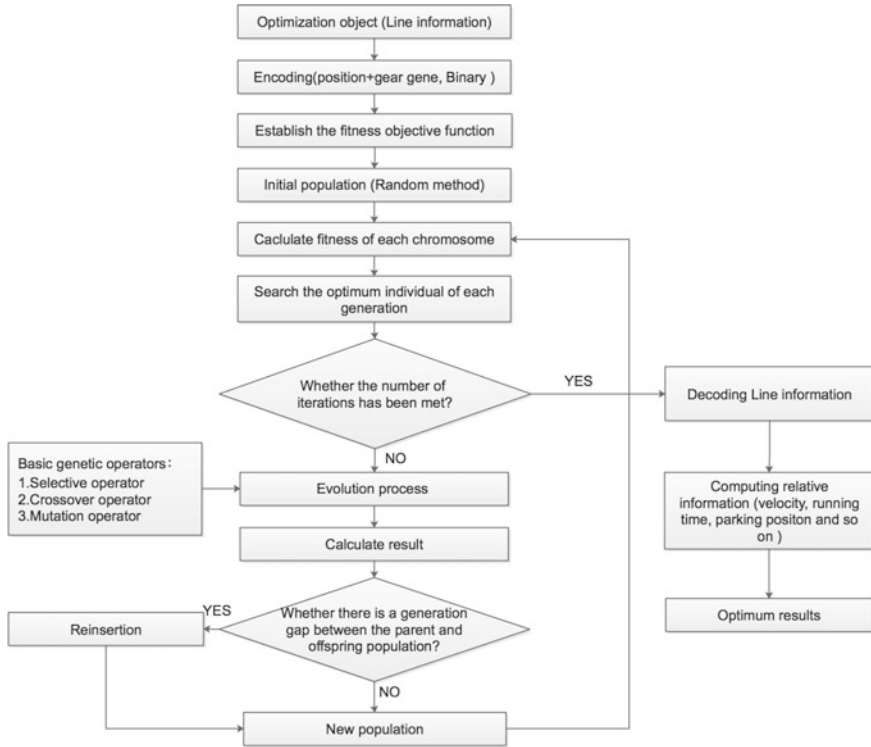 Optimization object (Line information)
Encoding(position+gear gene, Binary )
Establish the fitness objective function
Initial population (Random method)
Caclulate fitness of each chromosome
Search the optimum individual of each
generation
Whether the number of
iterations has been met?
YES
Decoding Line information
NO
Basic genetic operators：
1.Selective operator
2.Crossover operator
3.Mutation operator
Evolution process
Computing relative
information (velocity, running
time, parking positon and so
on )
Calculate result
Whether there is a generation
gap between the parent and
offspring population?
YES
Reinsertion
Optimum results
NO
New population